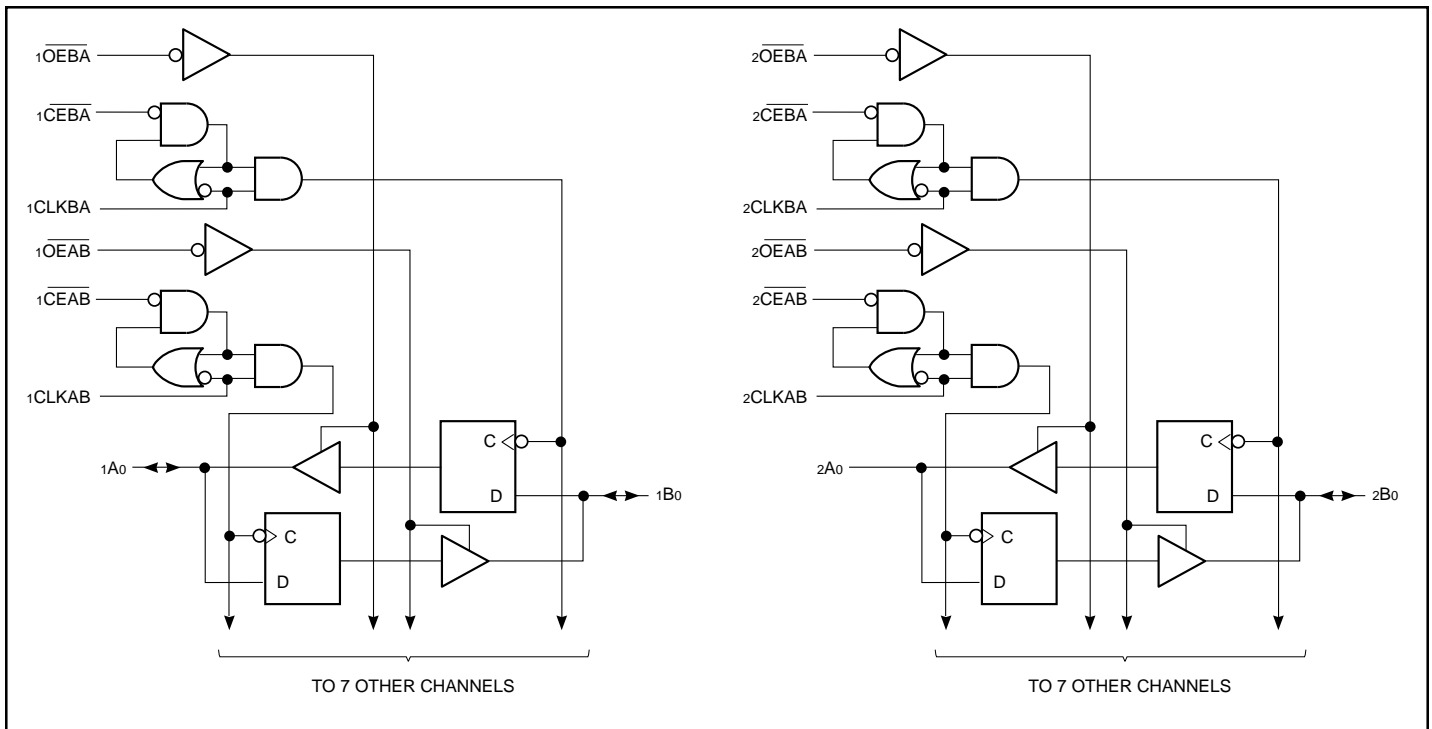 1OEBA
1CEBA
1CLKBA
1OEAB
1CEAB
1CLKAB
C
1A0
D
1B0
C
D
TO 7 OTHER CHANNELS
2OEBA
2CEBA
2CLKBA
2OEAB
2CEAB
2CLKAB
C
2A0
D
2B0
C
D
TO 7 OTHER CHANNELS